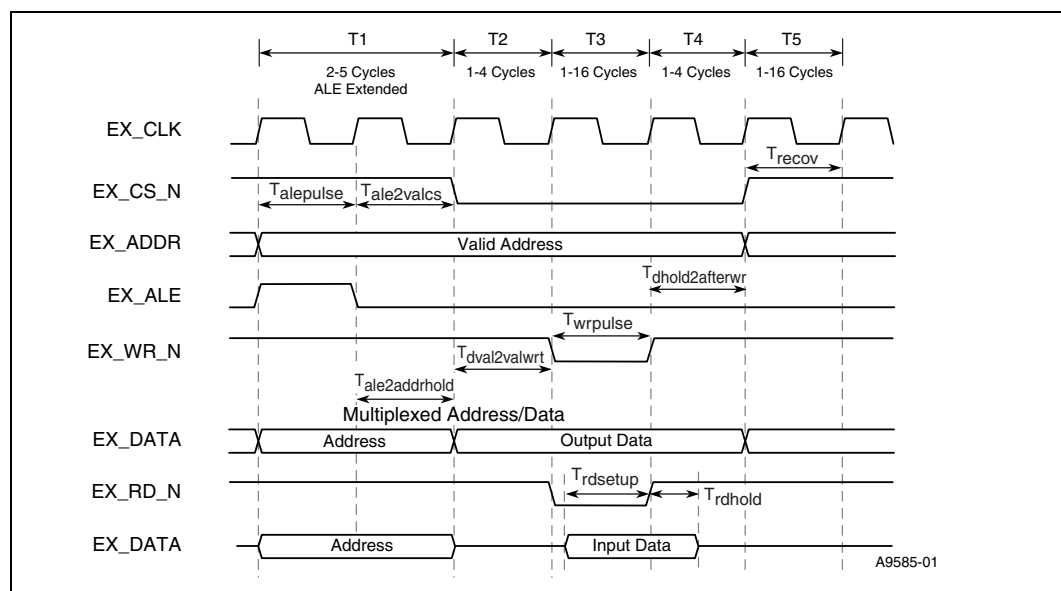 T1 T2 T3 T4 T5
2-5 Cycles 1-4 Cycles 1-16 Cycles 1-4 Cycles 1-16 Cycles
ALE Extended
EX_CLK
Trecov
EX_CS_N
Talepulse Tale2valcs
EX_ADDR
Valid Address
Tdhold2afterwr
EX_ALE
Twrpulse
EX_WR_N
Tdval2valwrt
Tale2addrhold
Multiplexed Address/Data
EX_DATA
Address Output Data
Trdsetup
EX_RD_N
Trdhold
EX_DATA
Address Input Data
A9585-01